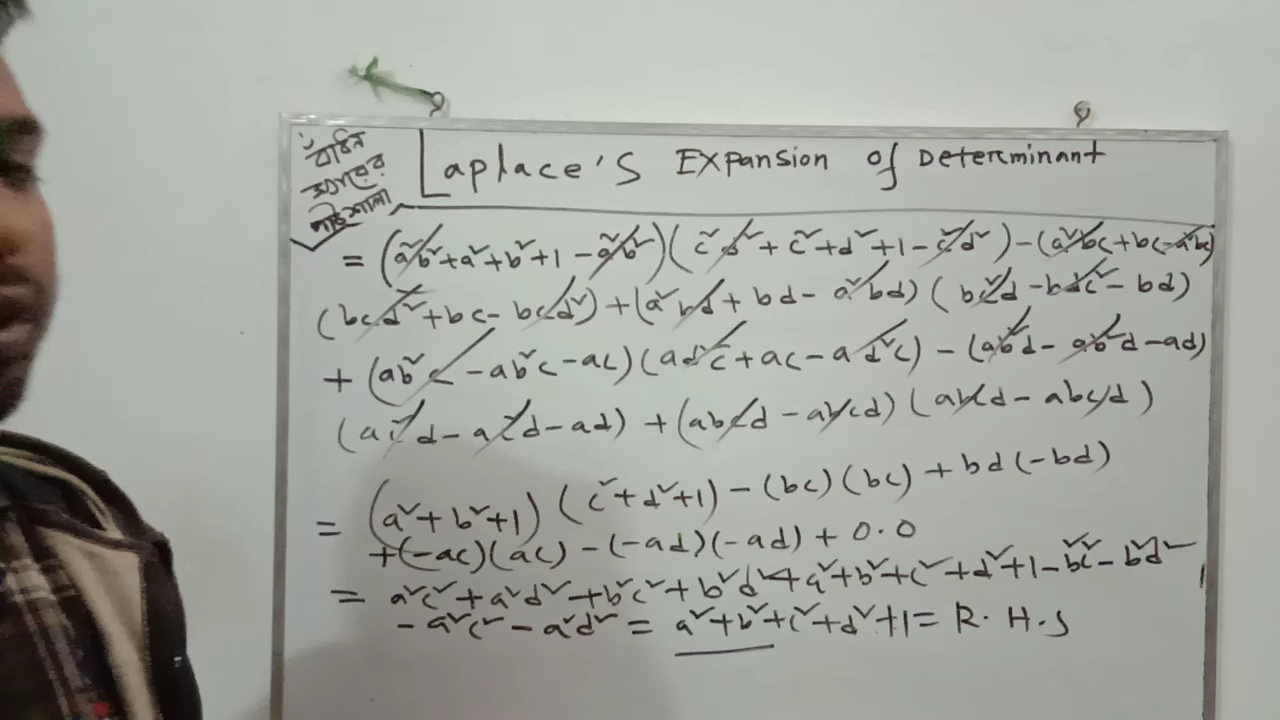 বাধন
স্যারের
পাঠশালা
Laplace's Expansion of Determinant
= (a²b²+a²+b²+1-a²b²)(c²d²+c²+d²+1-c²d²)-(a²bc+bc-a²bc)
(bcd²+bc-bcd²)+(a²bd+bd-a²bd)(bc²d-bdc²-bd)
+(ab²c-ab²c-ac)(ad²c+ac-ad²c)-(ab²d-ab²d-ad)
(ac²d-ac²d-ad)+(abcd-abcd)(abcd-abcd)
= (a²+b²+1)(c²+d²+1)-(bc)(bc)+bd(-bd)
+(-ac)(ac)-(-ad)(-ad)+0.0
= a²c²+a²d²+b²c²+b²d²+a²+b²+c²+d²+1-b²c²-b²d²
-a²c²-a²d² = a²+b²+c²+d²+1 = R.H.S